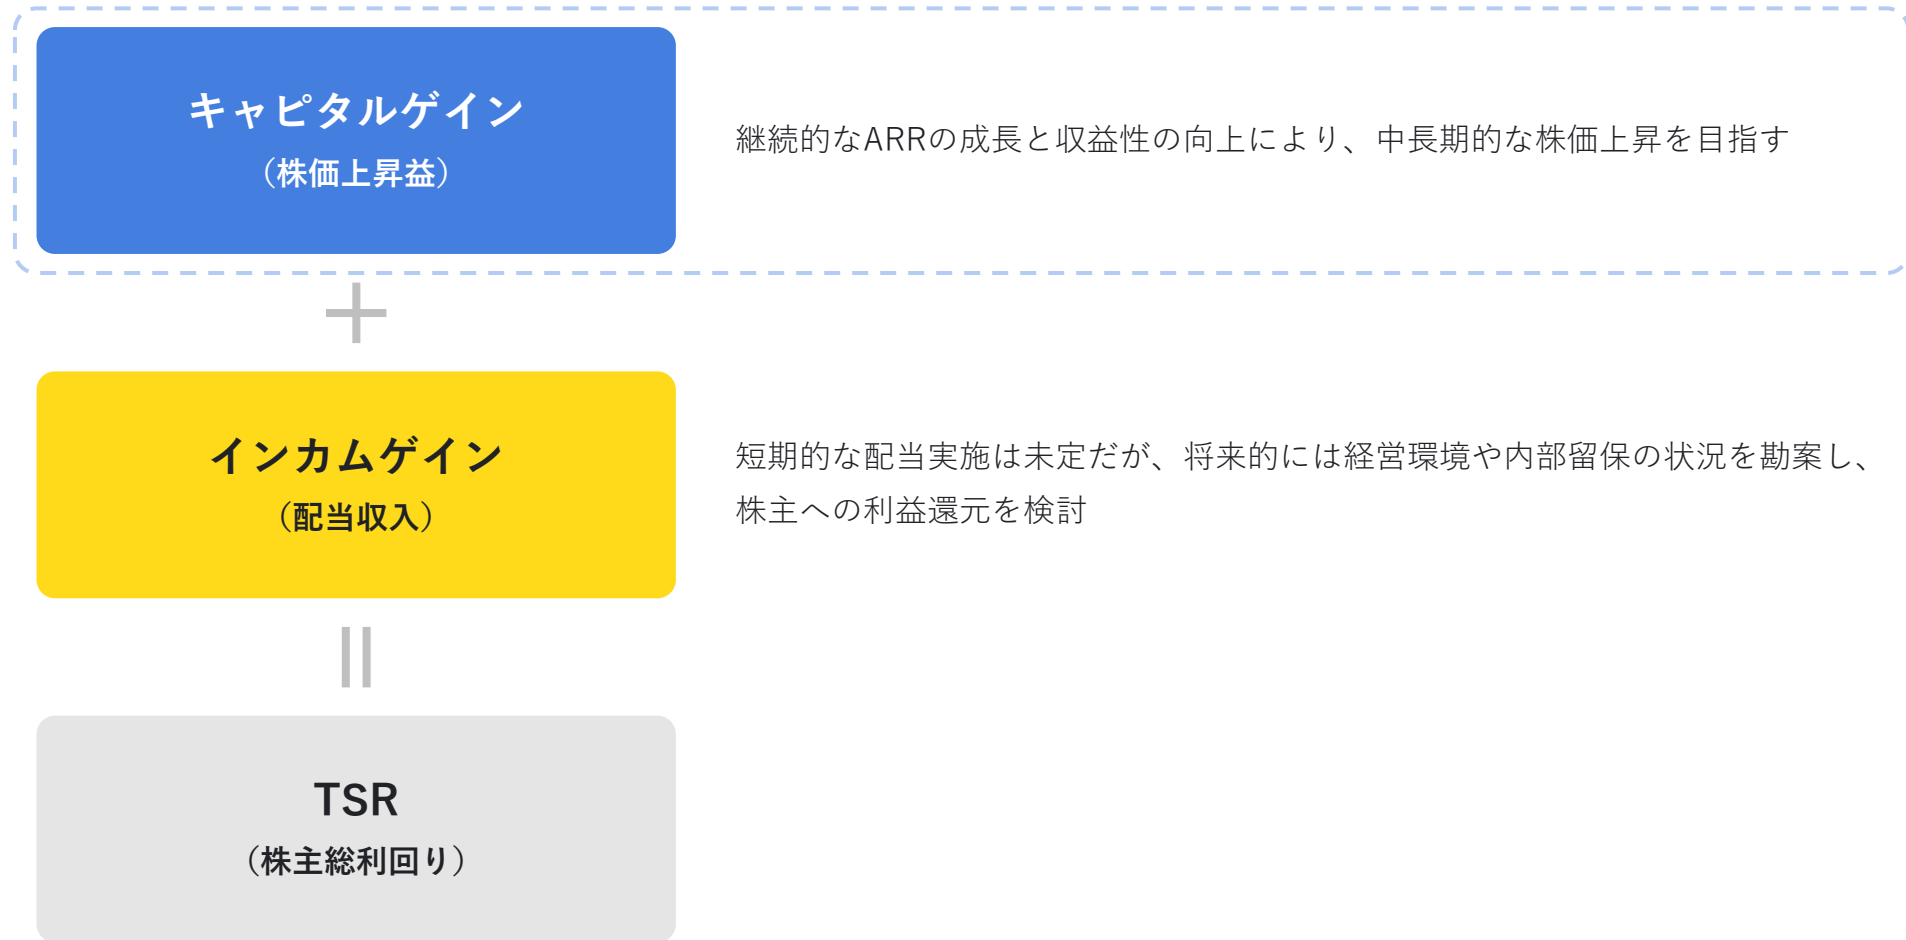 キャピタルゲイン
（株価上昇益）
継続的なARRの成長と収益性の向上により、中長期的な株価上昇を目指す
＋
インカムゲイン
（配当収入）
短期的な配当実施は未定だが、将来的には経営環境や内部留保の状況を勘案し、
株主への利益還元を検討
TSR
（株主総利回り）